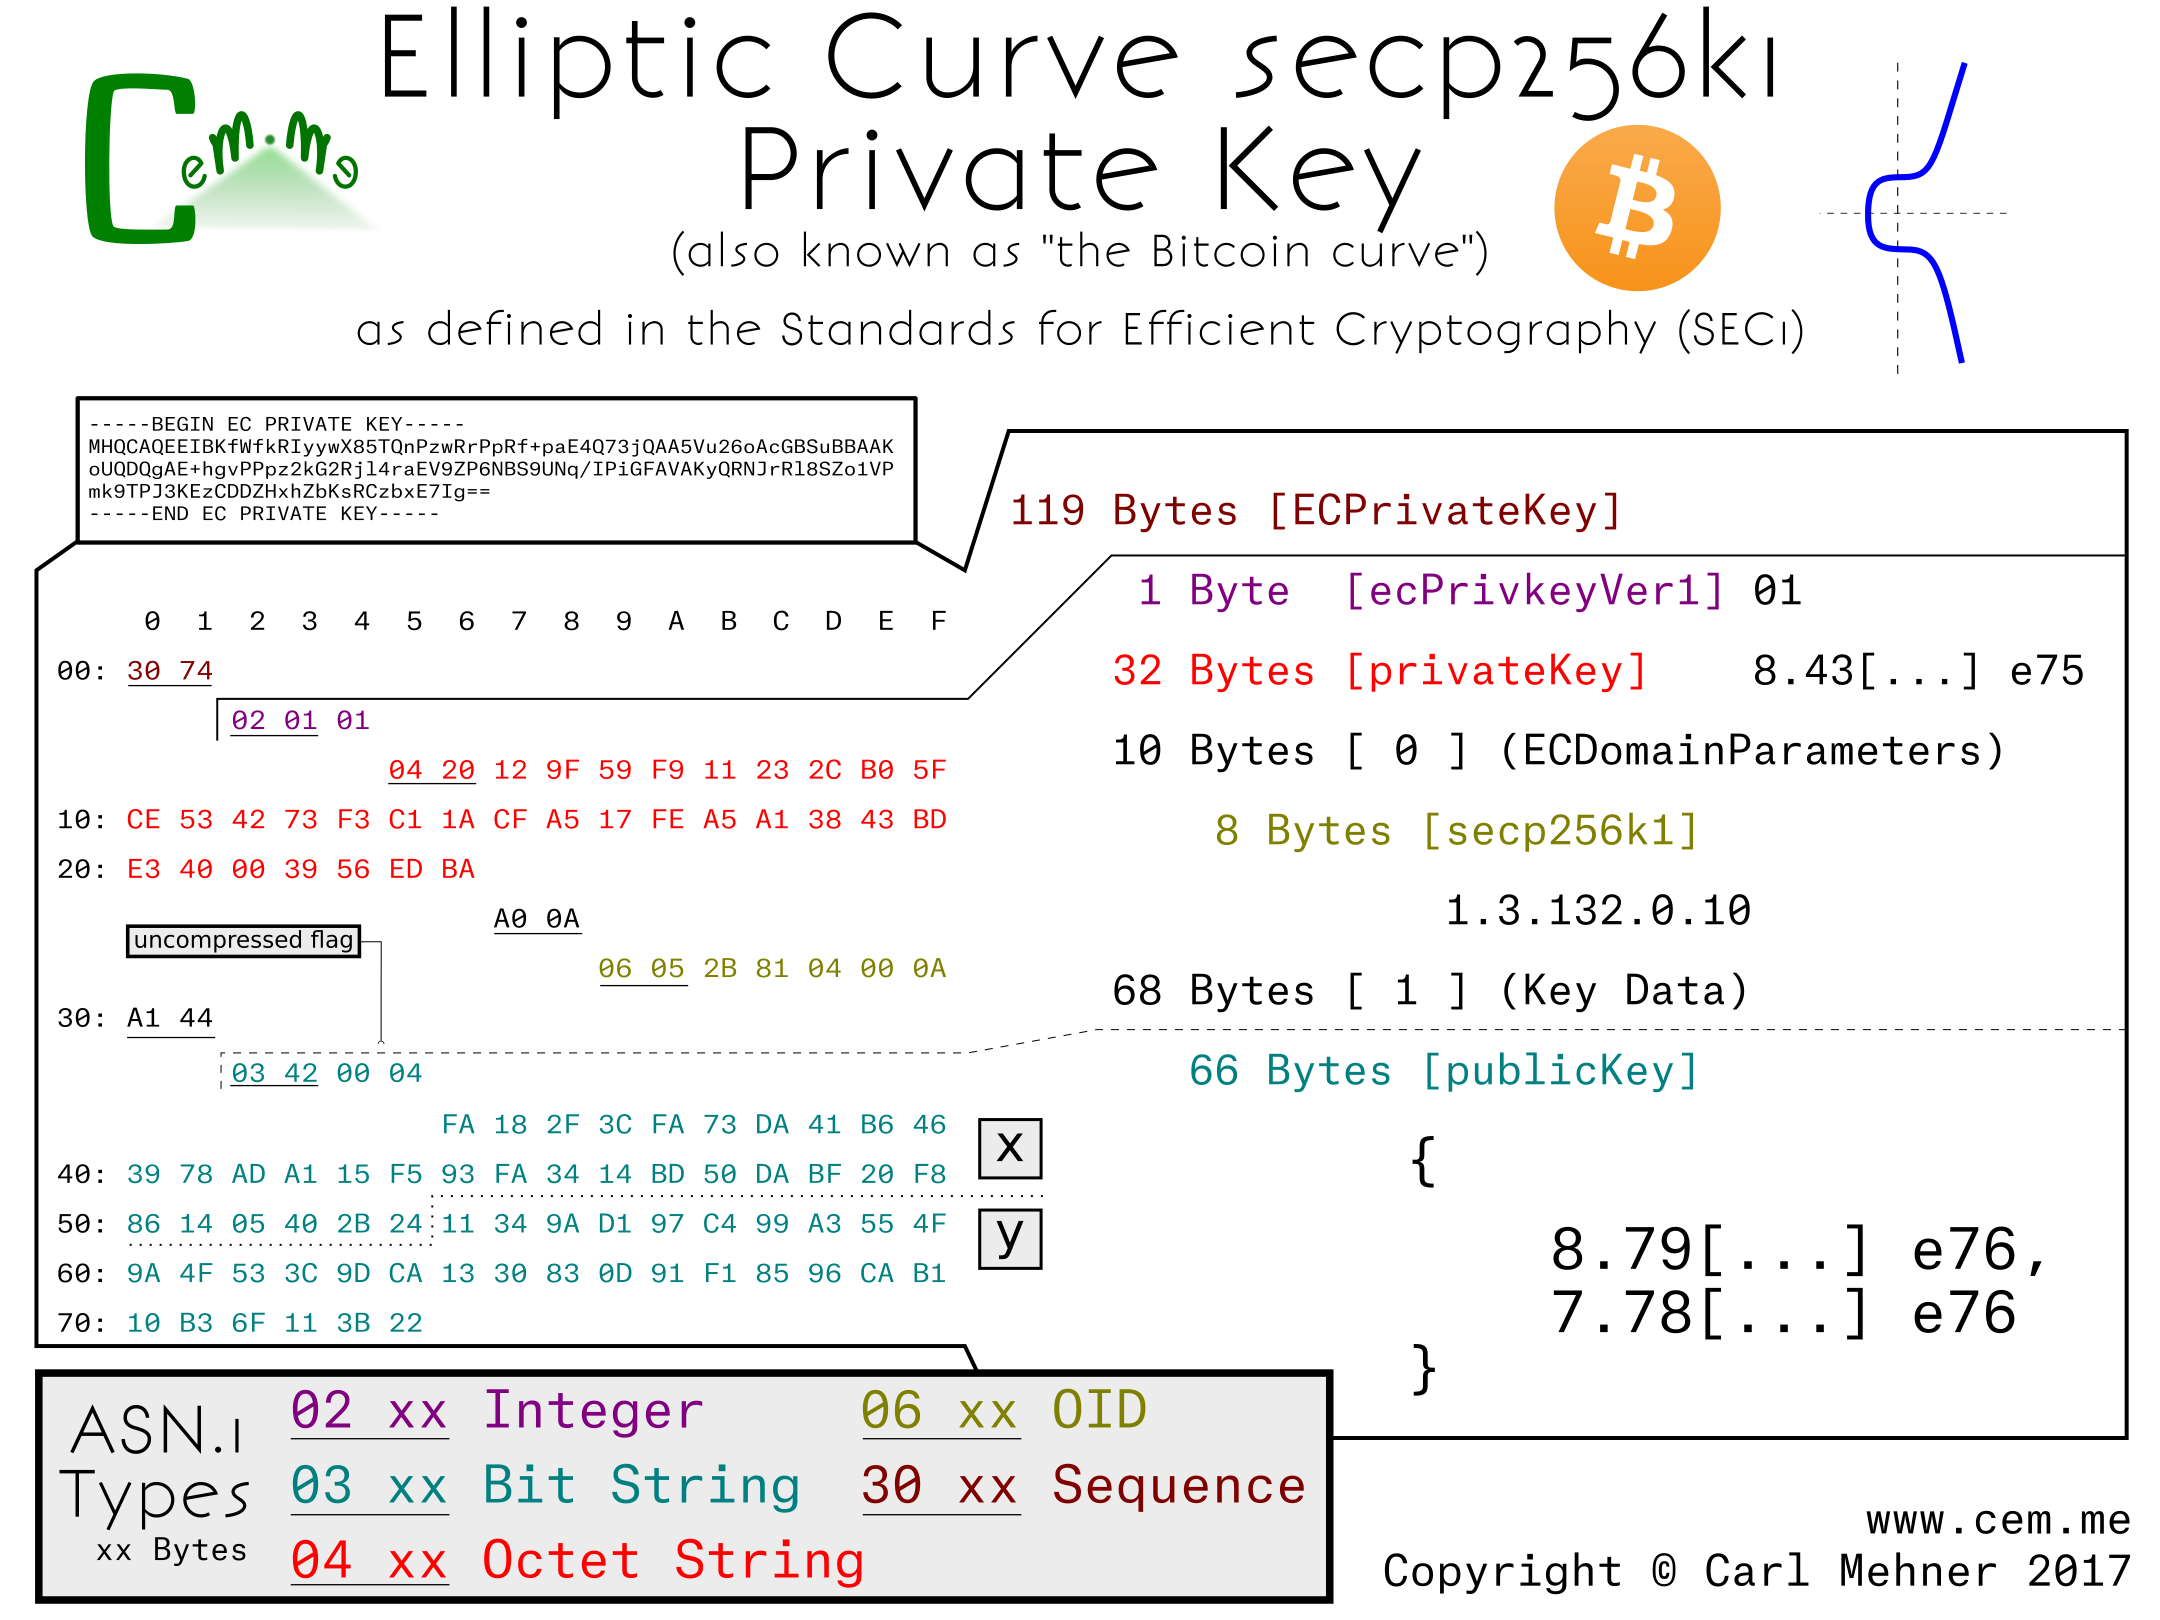 Cem Me
Elliptic Curve secp256k1
Private Key
(also known as "the Bitcoin curve")
as defined in the Standards for Efficient Cryptography (SEC1)
-----BEGIN EC PRIVATE KEY-----
MHQCAQEEIBKfWfkRIyywX85TQnPzwRrPpRf+paE4Q73jQAA5Vu26oAcGBSuBBAAK
oUQDQgAE+hgvPPpz2kG2Rjl4raEV9ZP6NBS9UNq/IPiGFAVAKyQRNJrRl8SZo1VP
mk9TPJ3KEzCDDZHxhZbKsRCzbxE7Ig==
-----END EC PRIVATE KEY-----
0 1 2 3 4 5 6 7 8 9 A B C D E F
00: 30 74
02 01 01
04 20 12 9F 59 F9 11 23 2C B0 5F
10: CE 53 42 73 F3 C1 1A CF A5 17 FE A5 A1 38 43 BD
20: E3 40 00 39 56 ED BA
A0 0A
uncompressed flag
06 05 2B 81 04 00 0A
30: A1 44
03 42 00 04
FA 18 2F 3C FA 73 DA 41 B6 46
40: 39 78 AD A1 15 F5 93 FA 34 14 BD 50 DA BF 20 F8
50: 86 14 05 40 2B 24 11 34 9A D1 97 C4 99 A3 55 4F
60: 9A 4F 53 3C 9D CA 13 30 83 0D 91 F1 85 96 CA B1
70: 10 B3 6F 11 3B 22
x
y
119 Bytes [ECPrivateKey]
1 Byte [ecPrivkeyVer1] 01
32 Bytes [privateKey] 8.43[...] e75
10 Bytes [ 0 ] (ECDomainParameters)
8 Bytes [secp256k1]
1.3.132.0.10
68 Bytes [ 1 ] (Key Data)
66 Bytes [publicKey]
{
8.79[...] e76,
7.78[...] e76
}
ASN.1
Types
xx Bytes
02 xx Integer
03 xx Bit String
04 xx Octet String
06 xx OID
30 xx Sequence
www.cem.me
Copyright © Carl Mehner 2017